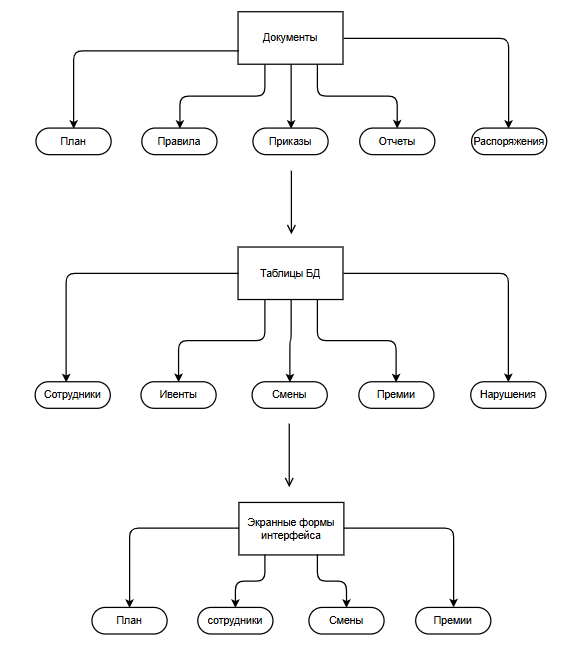 Документы
План
Правила
Приказы
Отчеты
Распоряжения
Таблицы БД
Сотрудники
Ивенты
Смены
Премии
Нарушения
Экранные формы
интерфейса
План
сотрудники
Смены
Премии